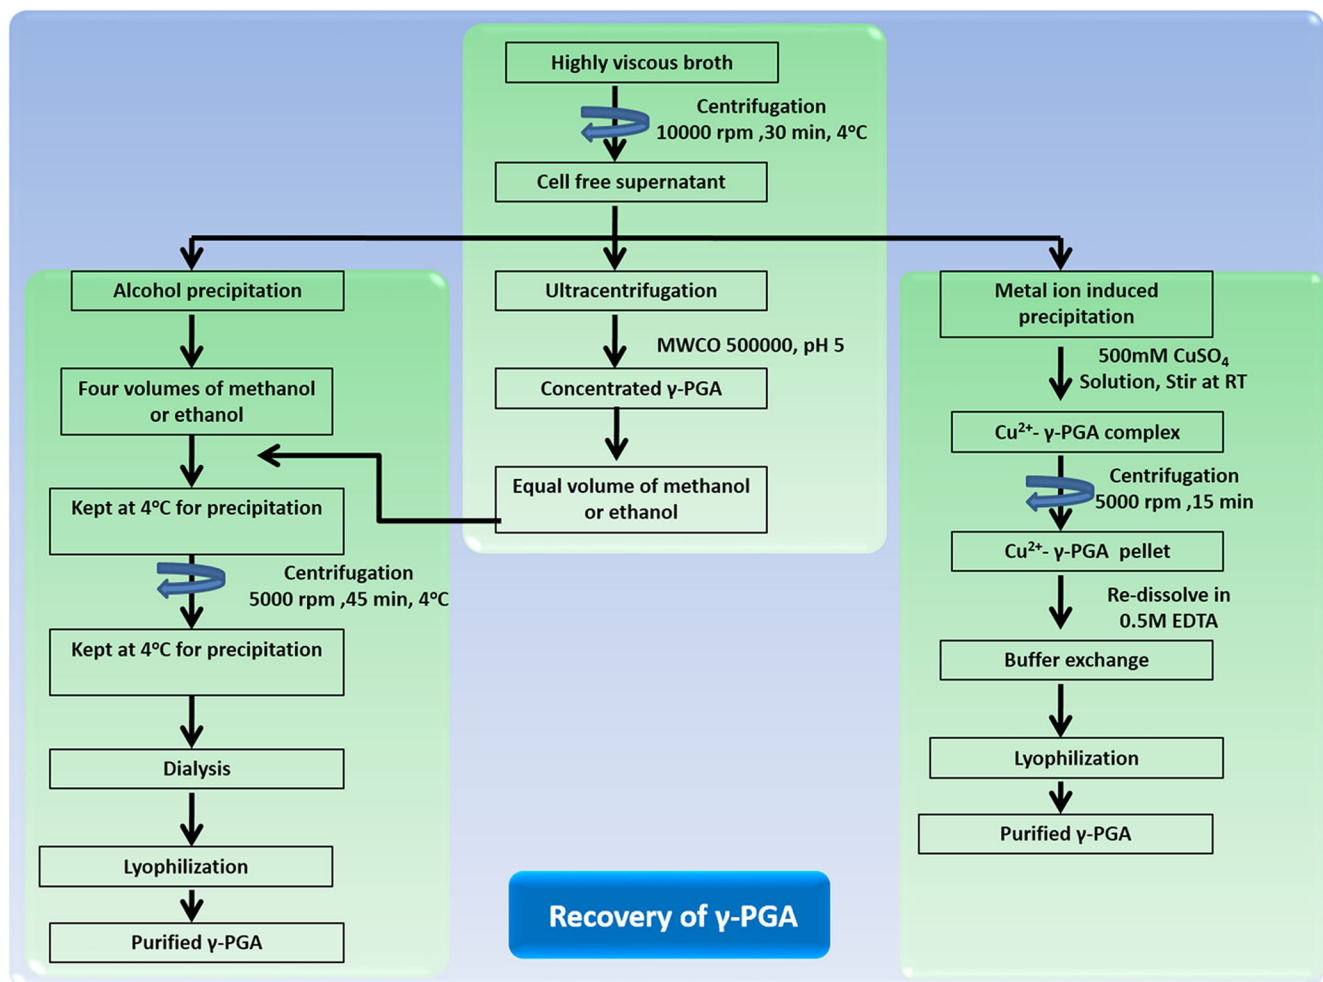 Highly viscous broth
Centrifugation
10000 rpm ,30 min, 4°C
Cell free supernatant
Alcohol precipitation
Four volumes of methanol
or ethanol
Kept at 4°C for precipitation
Centrifugation
5000 rpm ,45 min, 4°C
Kept at 4°C for precipitation
Dialysis
Lyophilization
Purified γ-PGA
Ultracentrifugation
MWCO 500000, pH 5
Concentrated γ-PGA
Equal volume of methanol
or ethanol
Metal ion induced
precipitation
500mM CuSO₄
Solution, Stir at RT
Cu²⁺- γ-PGA complex
Centrifugation
5000 rpm ,15 min
Cu²⁺- γ-PGA pellet
Re-dissolve in
0.5M EDTA
Buffer exchange
Lyophilization
Purified γ-PGA
Recovery of γ-PGA